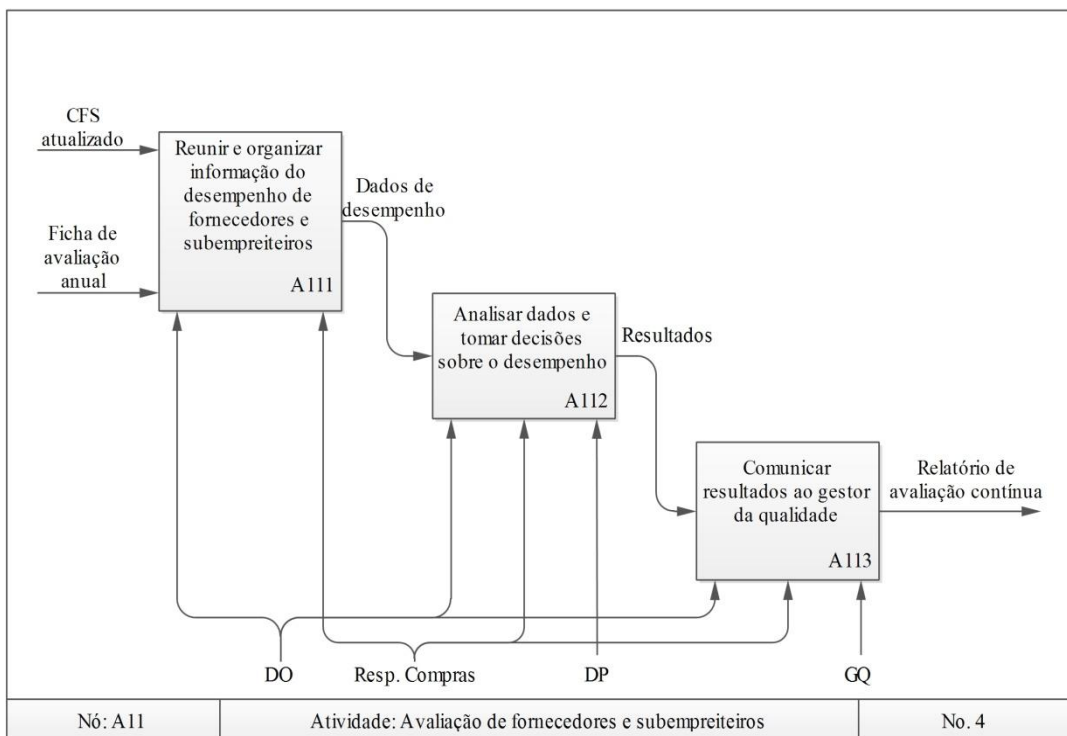 CFS
atualizado
Reunir e organizar
informação do
desempenho de
fornecedores e
subempreiteiros
A111
Ficha de
avaliação
anual
Dados de
desempenho
Analisar dados e
tomar decisões
sobre o desempenho
A112
Resultados
Comunicar
resultados ao gestor
da qualidade
A113
Relatório de
avaliação contínua
DO
Resp. Compras
DP
GQ
Nó: A11
Atividade: Avaliação de fornecedores e subempreiteiros
No. 4